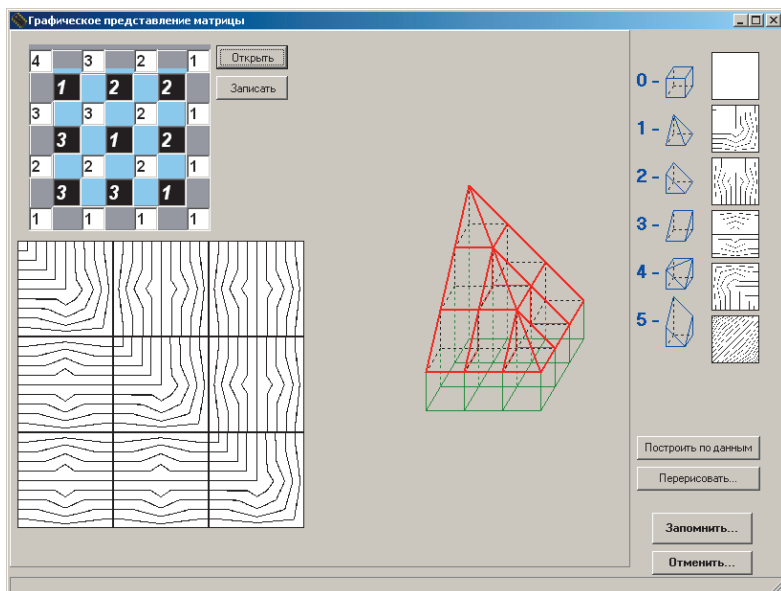 Графическое представление матрицы
4 3 2 1
1 2 2
3 3 2 1
3 1 2
2 2 2 1
3 3 1
1 1 1 1
Открыть
Записать
0 -
1 -
2 -
3 -
4 -
5 -
Построить по данным
Перерисовать...
Запомнить...
Отменить...